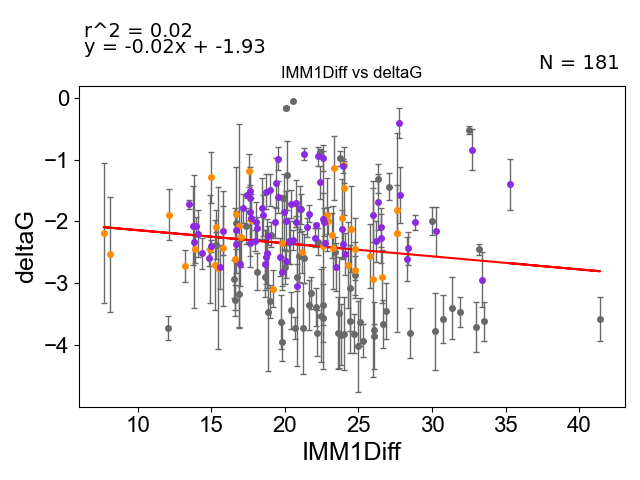 r^2 = 0.02
y = -0.02x + -1.93
N = 181
IMM1Diff vs deltaG
0
−1
−2
−3
−4
deltaG
10
15
20
25
30
35
40
IMM1Diff